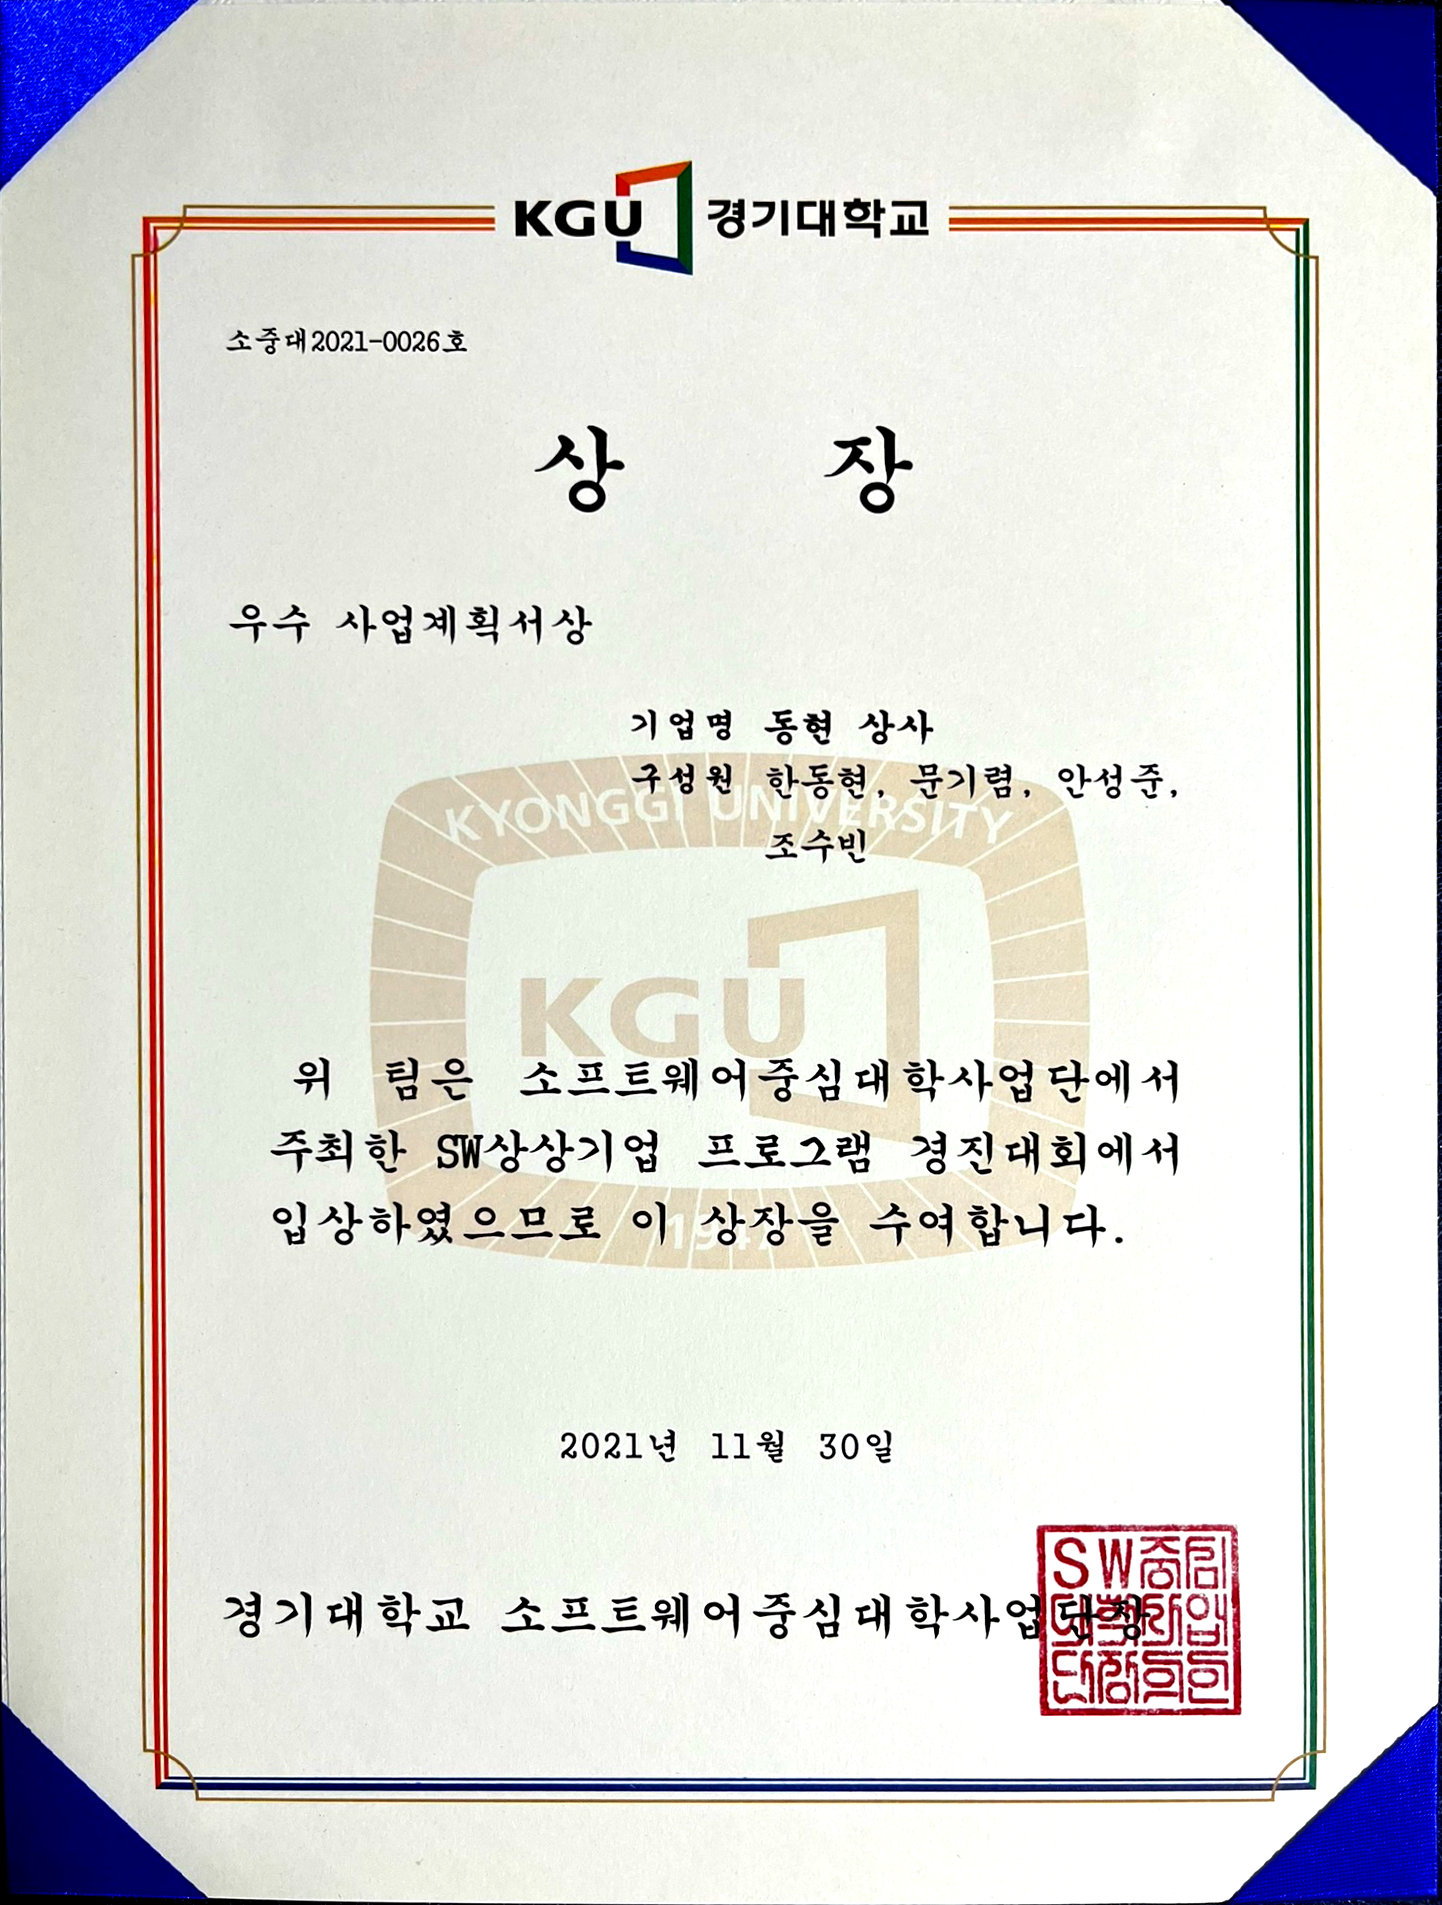 KGU 경기대학교
소중대2021-0026호
상 장
우수 사업계획서상
기업명 동현 상사
구성원 한동현, 문기렴, 안성준,
조수빈
KYONGGI UNIVERSITY
KGU
위 팀은 소프트웨어중심대학사업단에서
주최한 SW상상기업 프로그램 경진대회에서
입상하였으므로 이 상장을 수여합니다.
1947
2021년 11월 30일
경기대학교 소프트웨어중심대학사업단장
SW중심
대학사업
단장의인